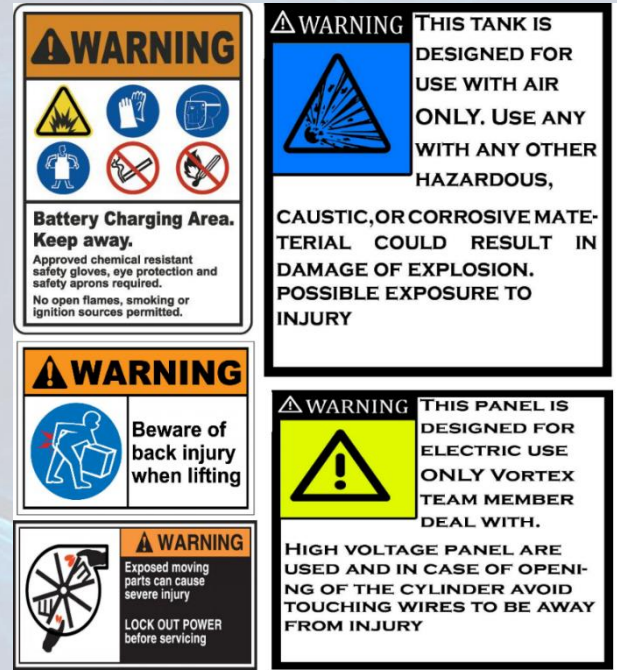 WARNING
Battery Charging Area.
Keep away.
Approved chemical resistant
safety gloves, eye protection and
safety aprons required.
No open flames, smoking or
ignition sources permitted.
WARNING
Beware of
back injury
when lifting
WARNING
Exposed moving
parts can cause
severe injury
LOCK OUT POWER
before servicing
WARNING
THIS TANK IS
DESIGNED FOR
USE WITH AIR
ONLY. USE ANY
WITH ANY OTHER
HAZARDOUS,
CAUSTIC,OR CORROSIVE MATE-
TERIAL COULD RESULT IN
DAMAGE OF EXPLOSION.
POSSIBLE EXPOSURE TO
INJURY
WARNING
THIS PANEL IS
DESIGNED FOR
ELECTRIC USE
ONLY VORTEX
TEAM MEMBER
DEAL WITH.
HIGH VOLTAGE PANEL ARE
USED AND IN CASE OF OPENI-
NG OF THE CYLINDER AVOID
TOUCHING WIRES TO BE AWAY
FROM INJURY